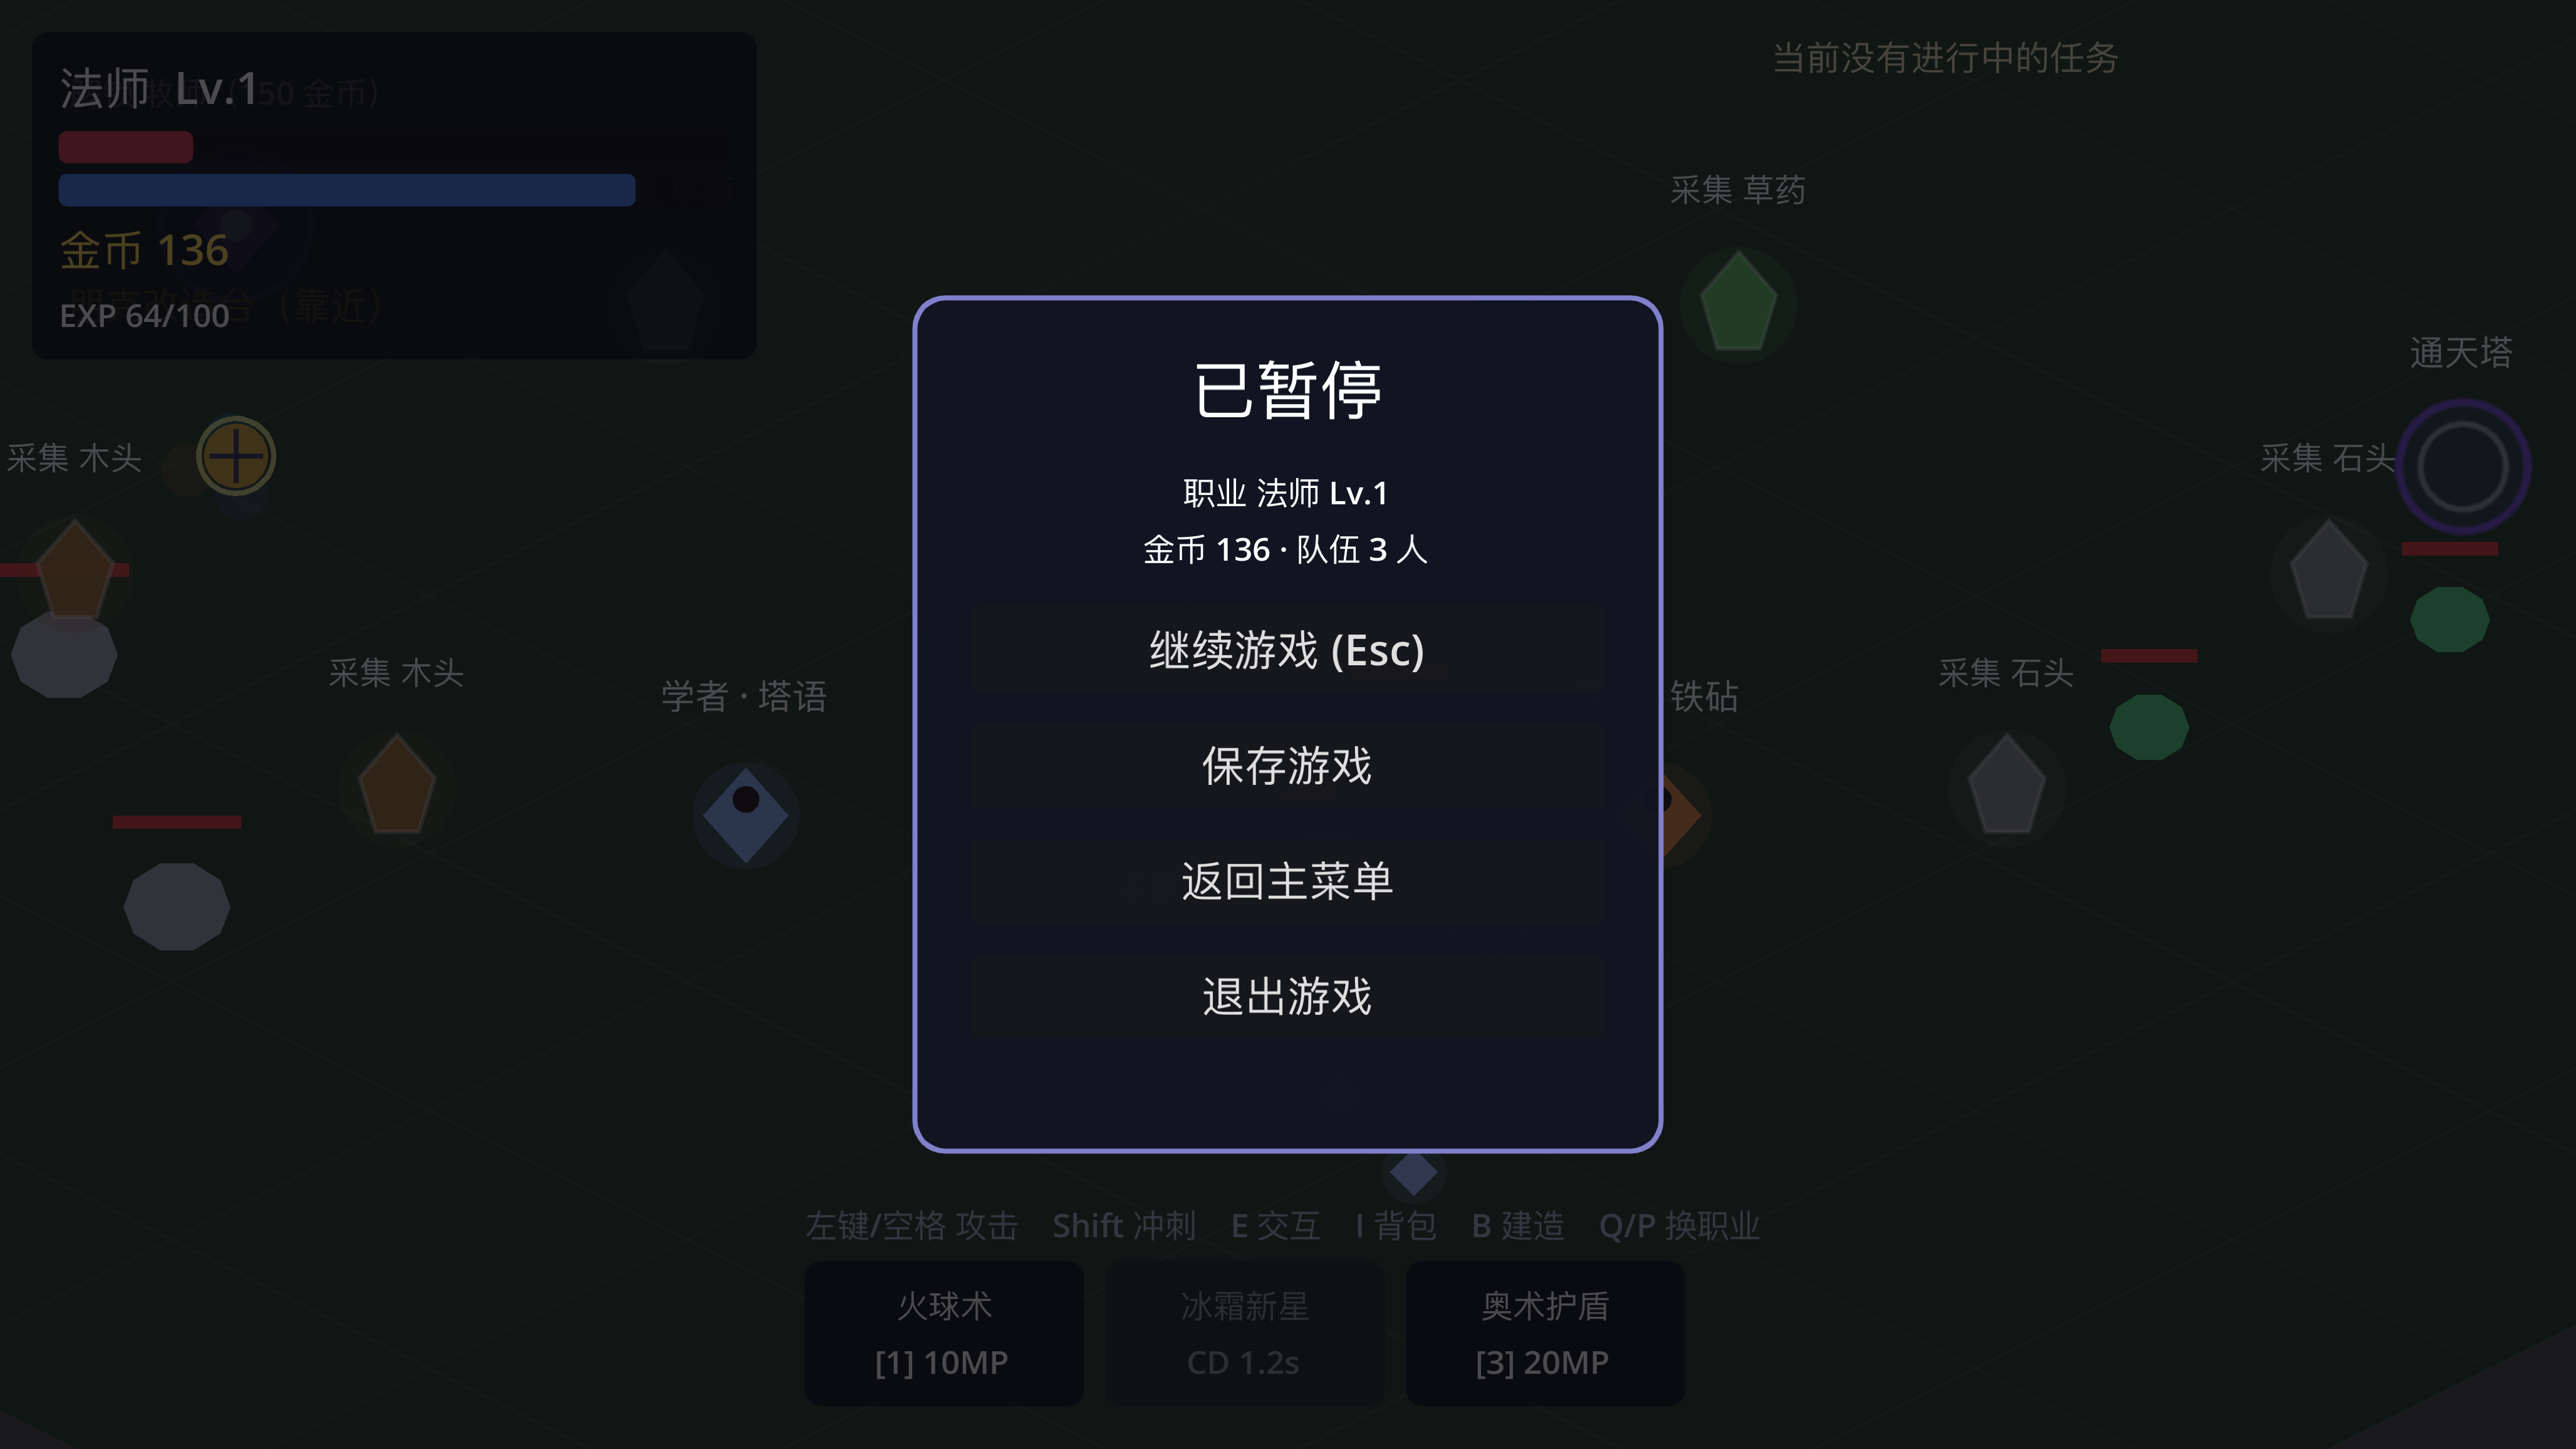 法师 Lv.1
150 金币）
金币 136
（靠近）
EXP 64/100
当前没有进行中的任务
采集 草药
通天塔
采集 木头
采集 石头
采集 木头
学者 · 塔语
铁砧
采集 石头
已暂停
职业 法师 Lv.1
金币 136 · 队伍 3 人
继续游戏 (Esc)
保存游戏
返回主菜单
退出游戏
左键/空格 攻击 Shift 冲刺 E 交互 I 背包 B 建造 Q/P 换职业
火球术
[1] 10MP
冰霜新星
CD 1.2s
奥术护盾
[3] 20MP